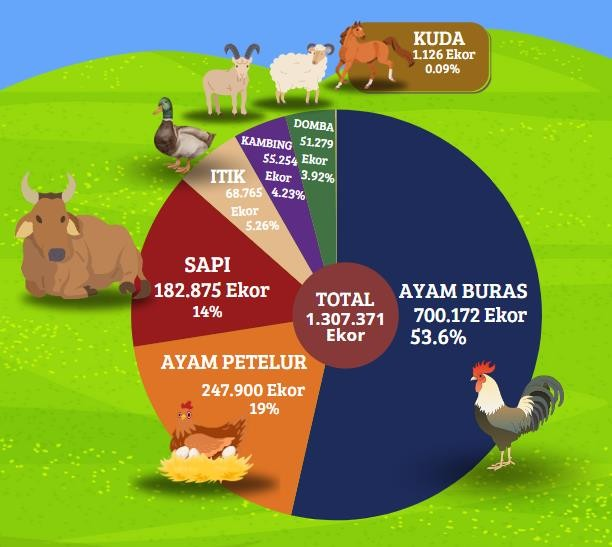 KUDA
1.126 Ekor
0.09%
DOMBA
51.279
Ekor
3.92%
KAMBING
55.254
Ekor
4.23%
ITIK
68.765
Ekor
5.26%
SAPI
182.875 Ekor
14%
TOTAL
1.307.371
Ekor
AYAM BURAS
700.172 Ekor
53.6%
AYAM PETELUR
247.900 Ekor
19%